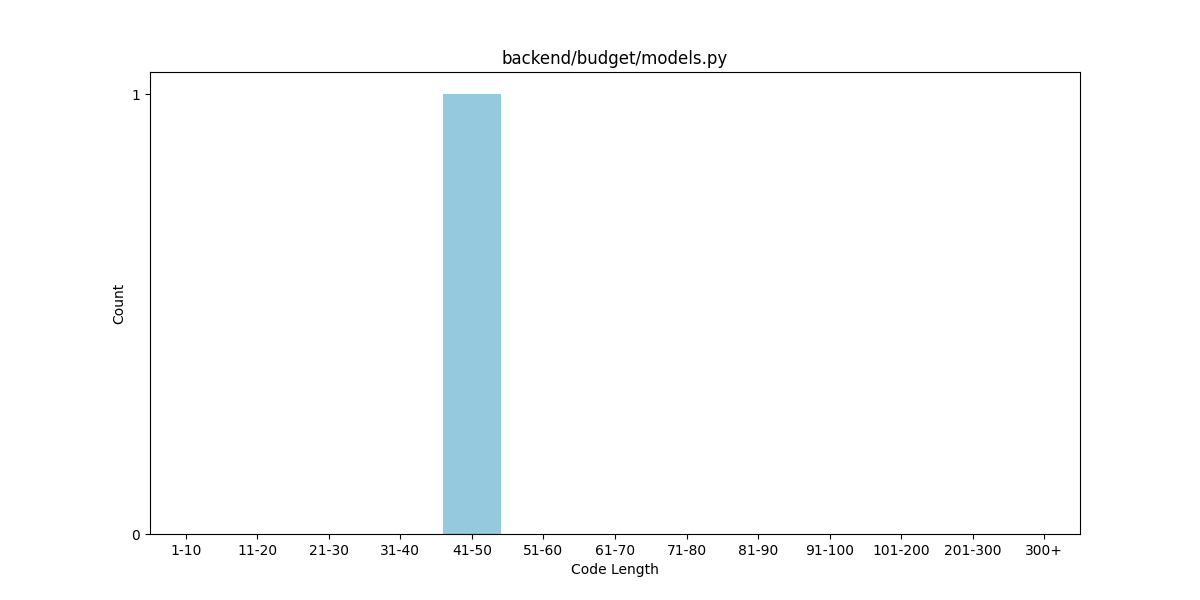 backend/budget/models.py
1
Count
0
1-10 11-20 21-30 31-40 41-50 51-60 61-70 71-80 81-90 91-100 101-200 201-300 300+
Code Length